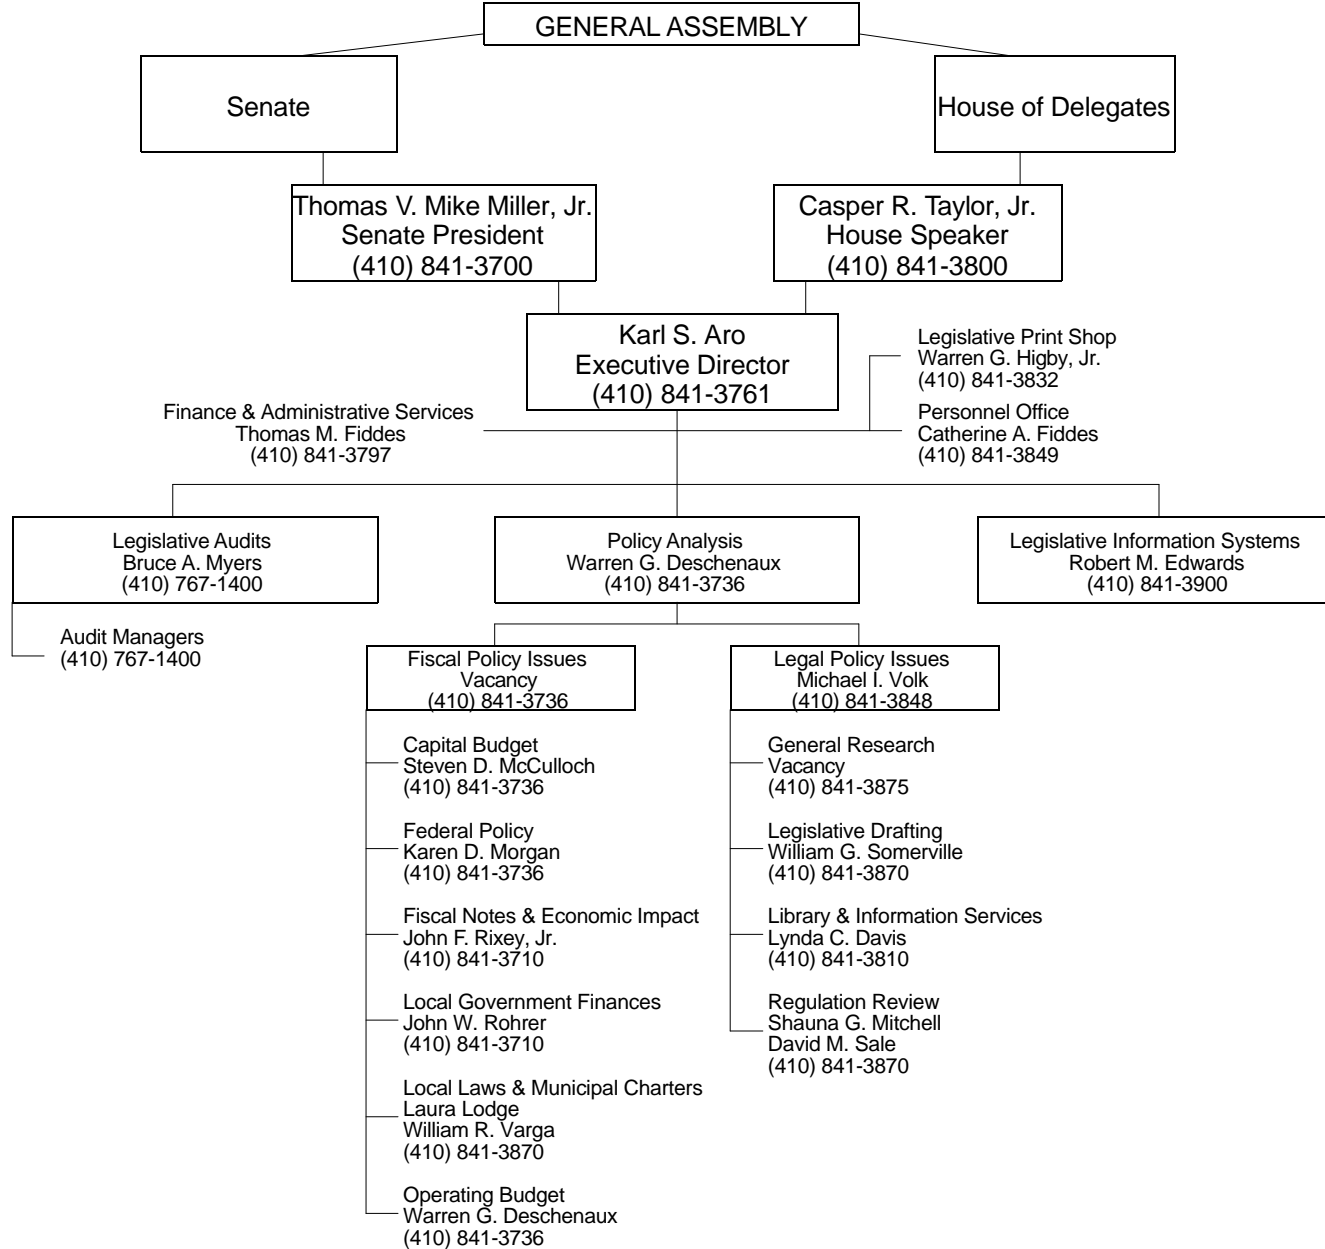 GENERAL ASSEMBLY
Senate
House of Delegates
Thomas V. Mike Miller, Jr.
Senate President
(410) 841-3700
Casper R. Taylor, Jr.
House Speaker
(410) 841-3800
Karl S. Aro
Executive Director
(410) 841-3761
Legislative Print Shop
Warren G. Higby, Jr.
(410) 841-3832
Finance & Administrative Services
Thomas M. Fiddes
(410) 841-3797
Personnel Office
Catherine A. Fiddes
(410) 841-3849
Legislative Audits
Bruce A. Myers
(410) 767-1400
Policy Analysis
Warren G. Deschenaux
(410) 841-3736
Legislative Information Systems
Robert M. Edwards
(410) 841-3900
Audit Managers
(410) 767-1400
Fiscal Policy Issues
Vacancy
(410) 841-3736
Legal Policy Issues
Michael I. Volk
(410) 841-3848
Capital Budget
Steven D. McCulloch
(410) 841-3736
Federal Policy
Karen D. Morgan
(410) 841-3736
Fiscal Notes & Economic Impact
John F. Rixey, Jr.
(410) 841-3710
Local Government Finances
John W. Rohrer
(410) 841-3710
Local Laws & Municipal Charters
Laura Lodge
William R. Varga
(410) 841-3870
Operating Budget
Warren G. Deschenaux
(410) 841-3736
General Research
Vacancy
(410) 841-3875
Legislative Drafting
William G. Somerville
(410) 841-3870
Library & Information Services
Lynda C. Davis
(410) 841-3810
Regulation Review
Shauna G. Mitchell
David M. Sale
(410) 841-3870